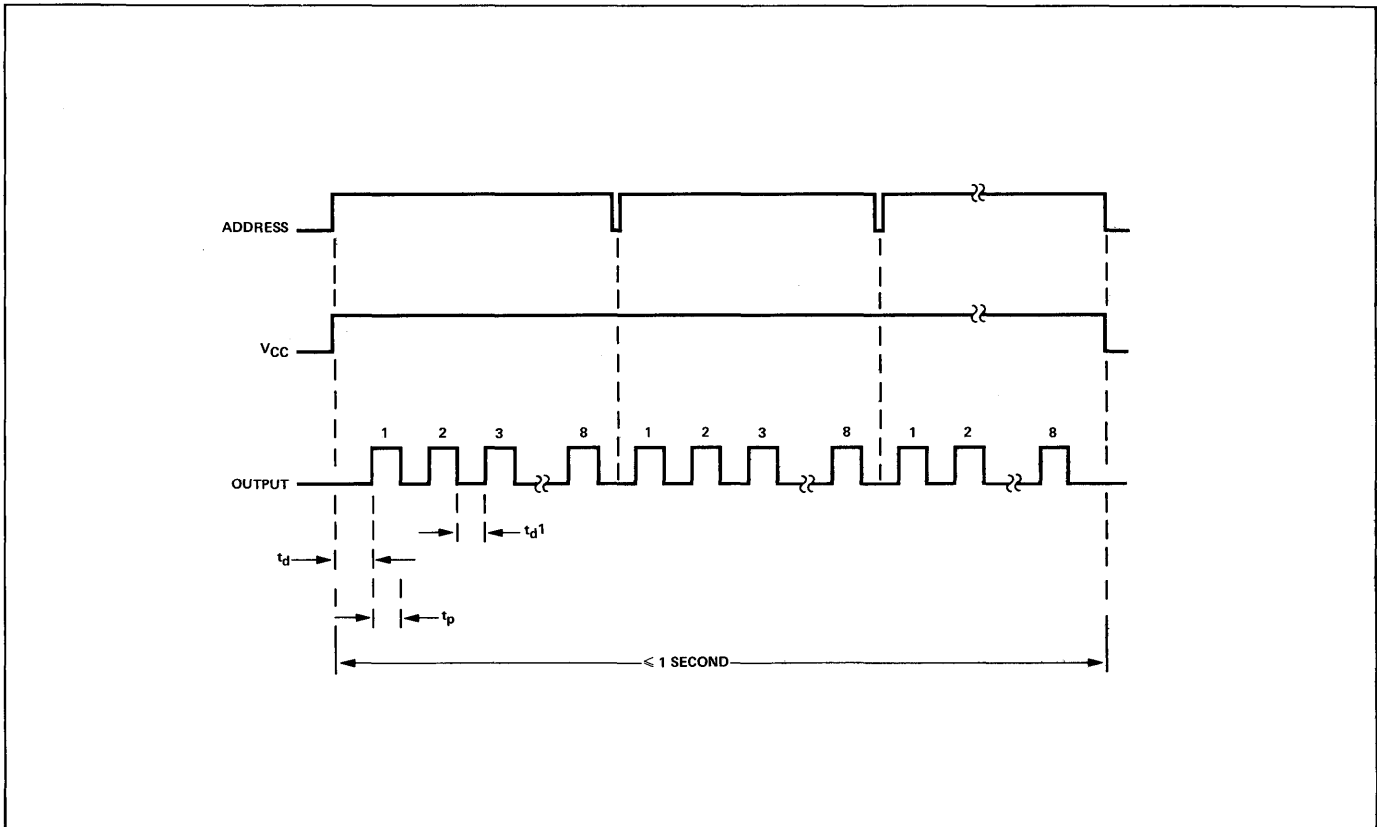 ADDRESS
VCC
1 2 3 8 1 2 3 8 1 2 8
OUTPUT
td1
td
tp
≤ 1 SECOND